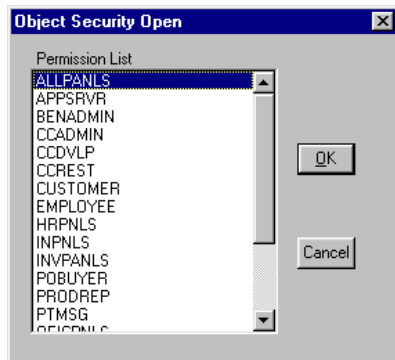 Object Security Open
Permission List
ALLPANLS
APPSRVR
BENADMIN
CCADMIN
CCDVLP
CCREST
CUSTOMER
EMPLOYEE
HRPNLS
INPNLS
INVPANLS
POBUYER
PRODREP
PTMSG
OK
Cancel